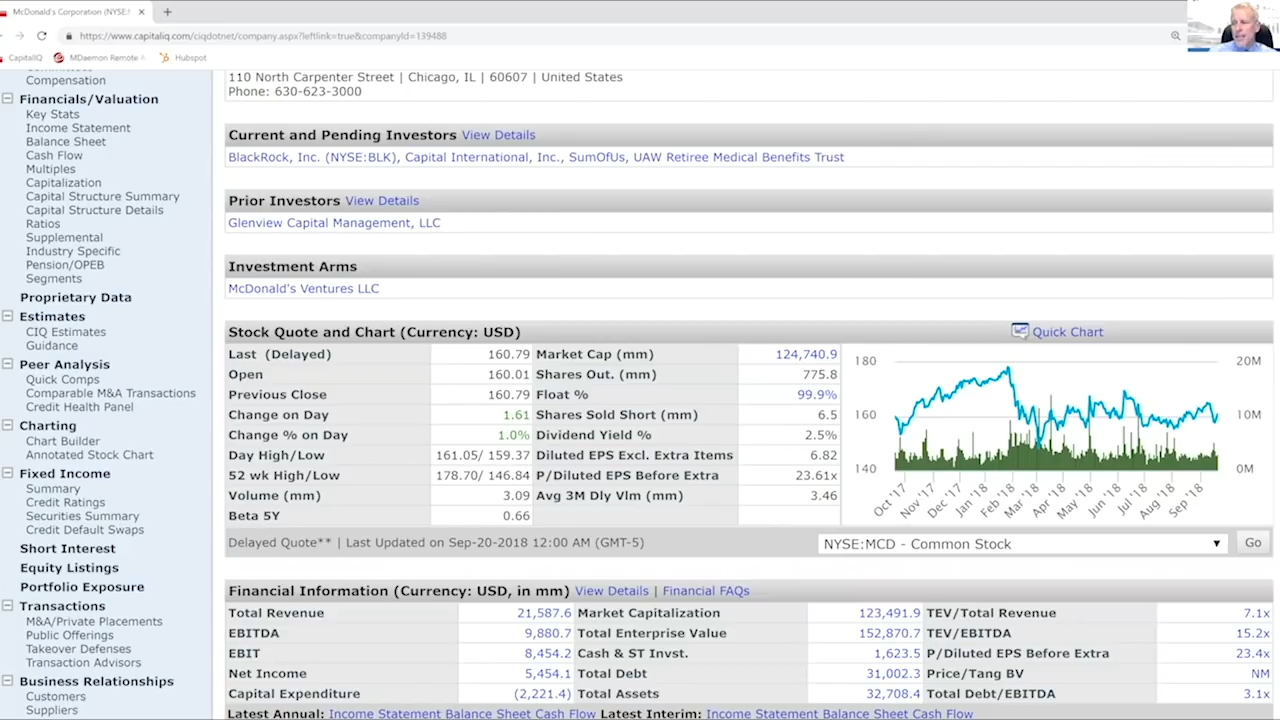 McDonald's Corporation (NYSE:
https://www.capitaliq.com/ciqdotnet/company.aspx?leftlink=true&companyId=139488
CapitalIQ MDaemon Remote Hubspot
Compensation
Financials/Valuation
Key Stats
Income Statement
Balance Sheet
Cash Flow
Multiples
Capitalization
Capital Structure Summary
Capital Structure Details
Ratios
Supplemental
Industry Specific
Pension/OPEB
Segments
Proprietary Data
Estimates
CIQ Estimates
Guidance
Peer Analysis
Quick Comps
Comparable M&A Transactions
Credit Health Panel
Charting
Chart Builder
Annotated Stock Chart
Fixed Income
Summary
Credit Ratings
Securities Summary
Credit Default Swaps
Short Interest
Equity Listings
Portfolio Exposure
Transactions
M&A/Private Placements
Public Offerings
Takeover Defenses
Transaction Advisors
Business Relationships
Customers
Suppliers
110 North Carpenter Street | Chicago, IL | 60607 | United States
Phone: 630-623-3000
Current and Pending Investors View Details
BlackRock, Inc. (NYSE:BLK), Capital International, Inc., SumOfUs, UAW Retiree Medical Benefits Trust
Prior Investors View Details
Glenview Capital Management, LLC
Investment Arms
McDonald's Ventures LLC
Stock Quote and Chart (Currency: USD) Quick Chart
Last (Delayed) 160.79 Market Cap (mm) 124,740.9
Open 160.01 Shares Out. (mm) 775.8
Previous Close 160.79 Float % 99.9%
Change on Day 1.61 Shares Sold Short (mm) 6.5
Change % on Day 1.0% Dividend Yield % 2.5%
Day High/Low 161.05/ 159.37 Diluted EPS Excl. Extra Items 6.82
52 wk High/Low 178.70/ 146.84 P/Diluted EPS Before Extra 23.61x
Volume (mm) 3.09 Avg 3M Dly Vlm (mm) 3.46
Beta 5Y 0.66
180 20M
160 10M
140 0M
Oct '17 Nov '17 Dec '17 Jan '18 Feb '18 Mar '18 Apr '18 May '18 Jun '18 Jul '18 Aug '18 Sep '18
Delayed Quote** | Last Updated on Sep-20-2018 12:00 AM (GMT-5) NYSE:MCD - Common Stock Go
Financial Information (Currency: USD, in mm) View Details | Financial FAQs
Total Revenue 21,587.6 Market Capitalization 123,491.9 TEV/Total Revenue 7.1x
EBITDA 9,880.7 Total Enterprise Value 152,870.7 TEV/EBITDA 15.2x
EBIT 8,454.2 Cash & ST Invst. 1,623.5 P/Diluted EPS Before Extra 23.4x
Net Income 5,454.1 Total Debt 31,002.3 Price/Tang BV NM
Capital Expenditure (2,221.4) Total Assets 32,708.4 Total Debt/EBITDA 3.1x
Latest Annual: Income Statement Balance Sheet Cash Flow Latest Interim: Income Statement Balance Sheet Cash Flow